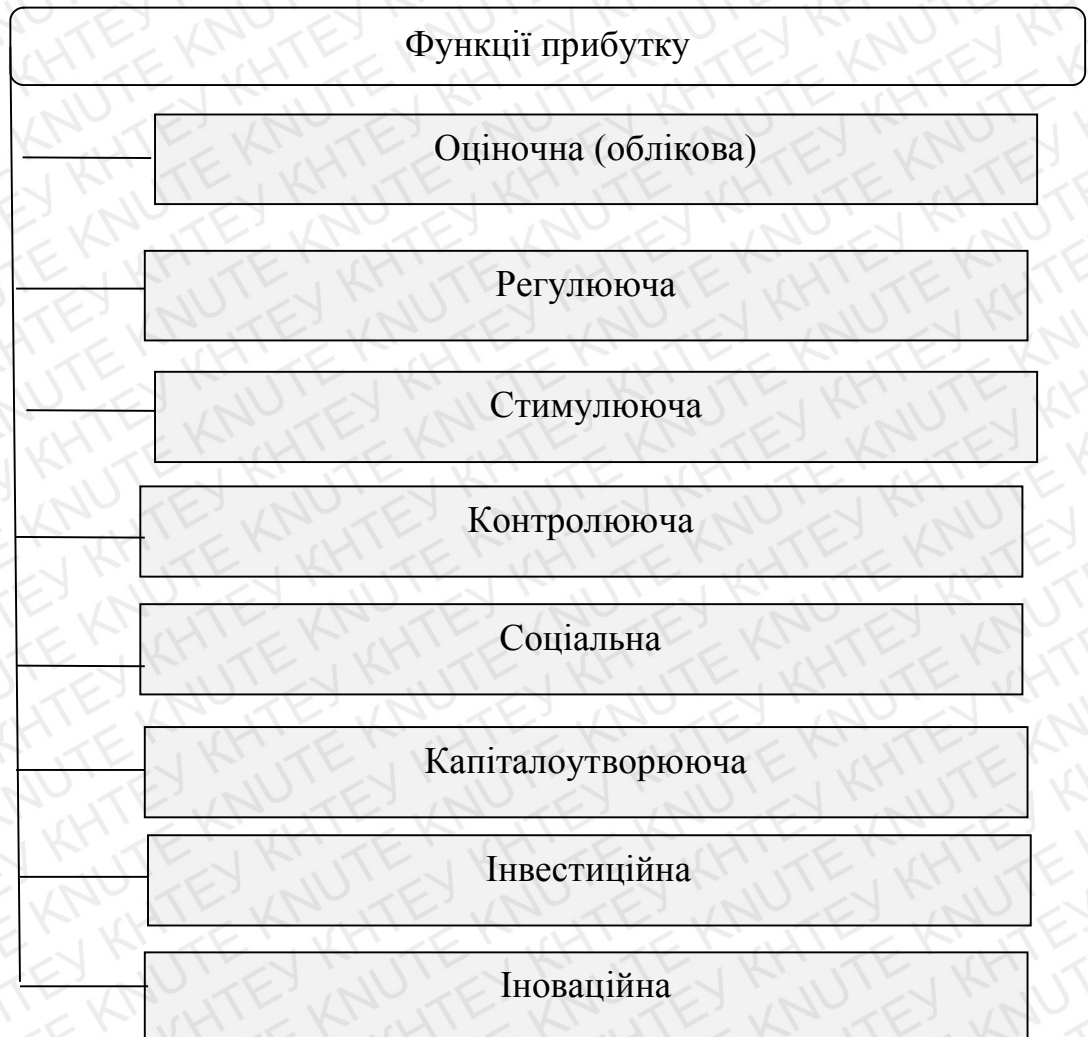 Функції прибутку
Оціночна (облікова)
Регулююча
Стимулююча
Контролююча
Соціальна
Капіталоутворююча
Інвестиційна
Іноваційна